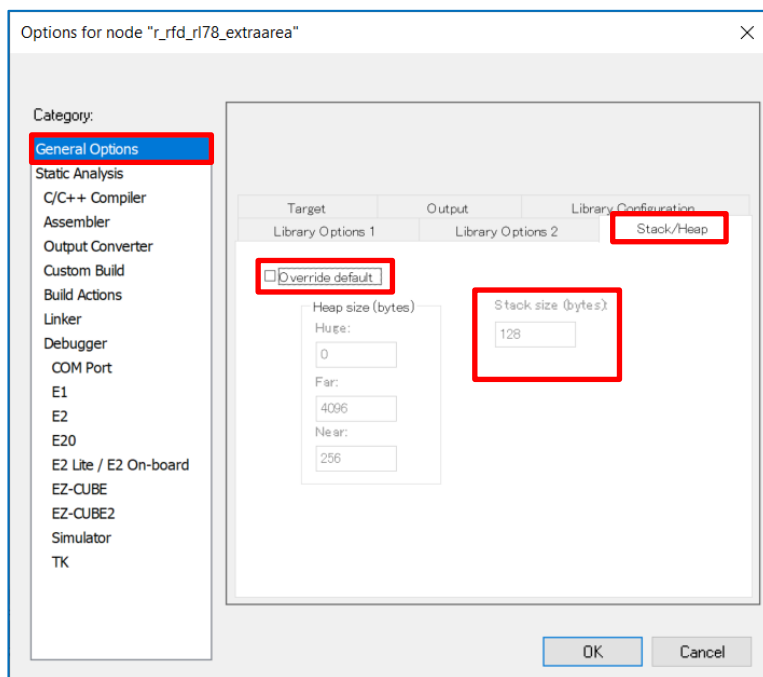 Options for node "r_rfd_rl78_extraarea"
Category:
General Options
Static Analysis
C/C++ Compiler
Assembler
Output Converter
Custom Build
Build Actions
Linker
Debugger
COM Port
E1
E2
E20
E2 Lite / E2 On-board
EZ-CUBE
EZ-CUBE2
Simulator
TK
Target Output Library Configuration
Library Options 1 Library Options 2 Stack/Heap
Override default
Heap size (bytes)
Huge:
0
Far:
4096
Near:
256
Stack size (bytes):
128
OK Cancel